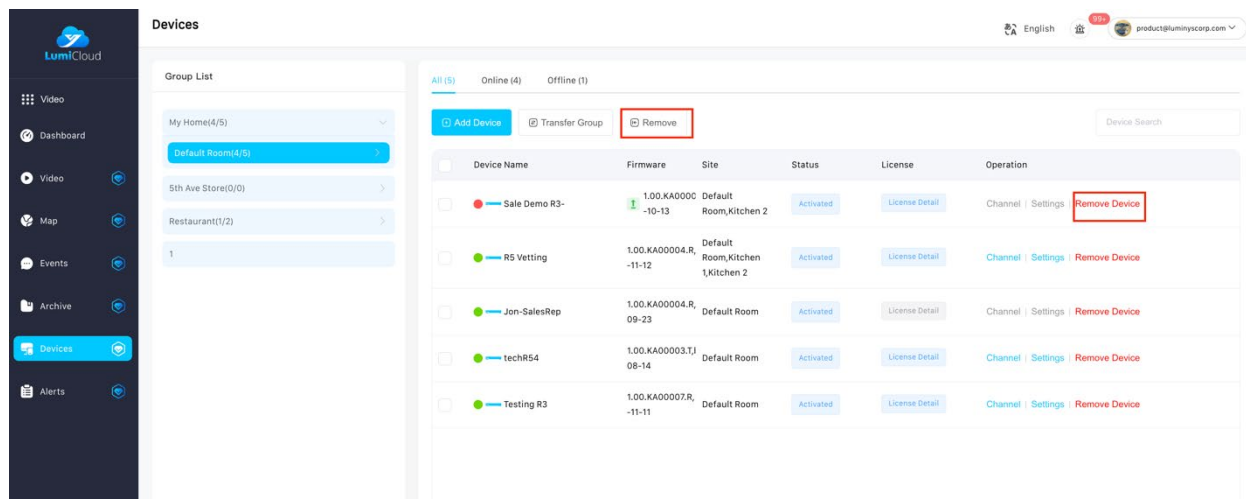 LumiCloud
Devices
English
99+
product@luminyscorp.com
Video
Dashboard
Video
Map
Events
Archive
Devices
Alerts
Group List
My Home(4/5)
Default Room(4/5)
5th Ave Store(0/0)
Restaurant(1/2)
1
All (5) Online (4) Offline (1)
Add Device Transfer Group Remove Device Search
Device Name Firmware Site Status License Operation
Sale Demo R3- 1.00.KA000C -10-13 Default Room,Kitchen 2 Activated License Detail Channel | Settings | Remove Device
R5 Vetting 1.00.KA00004.R, -11-12 Default Room,Kitchen 1,Kitchen 2 Activated License Detail Channel | Settings | Remove Device
Jon-SalesRep 1.00.KA00004.R, 09-23 Default Room Activated License Detail Channel | Settings | Remove Device
techR54 1.00.KA00003.T,I 08-14 Default Room Activated License Detail Channel | Settings | Remove Device
Testing R3 1.00.KA00007.R, -11-11 Default Room Activated License Detail Channel | Settings | Remove Device